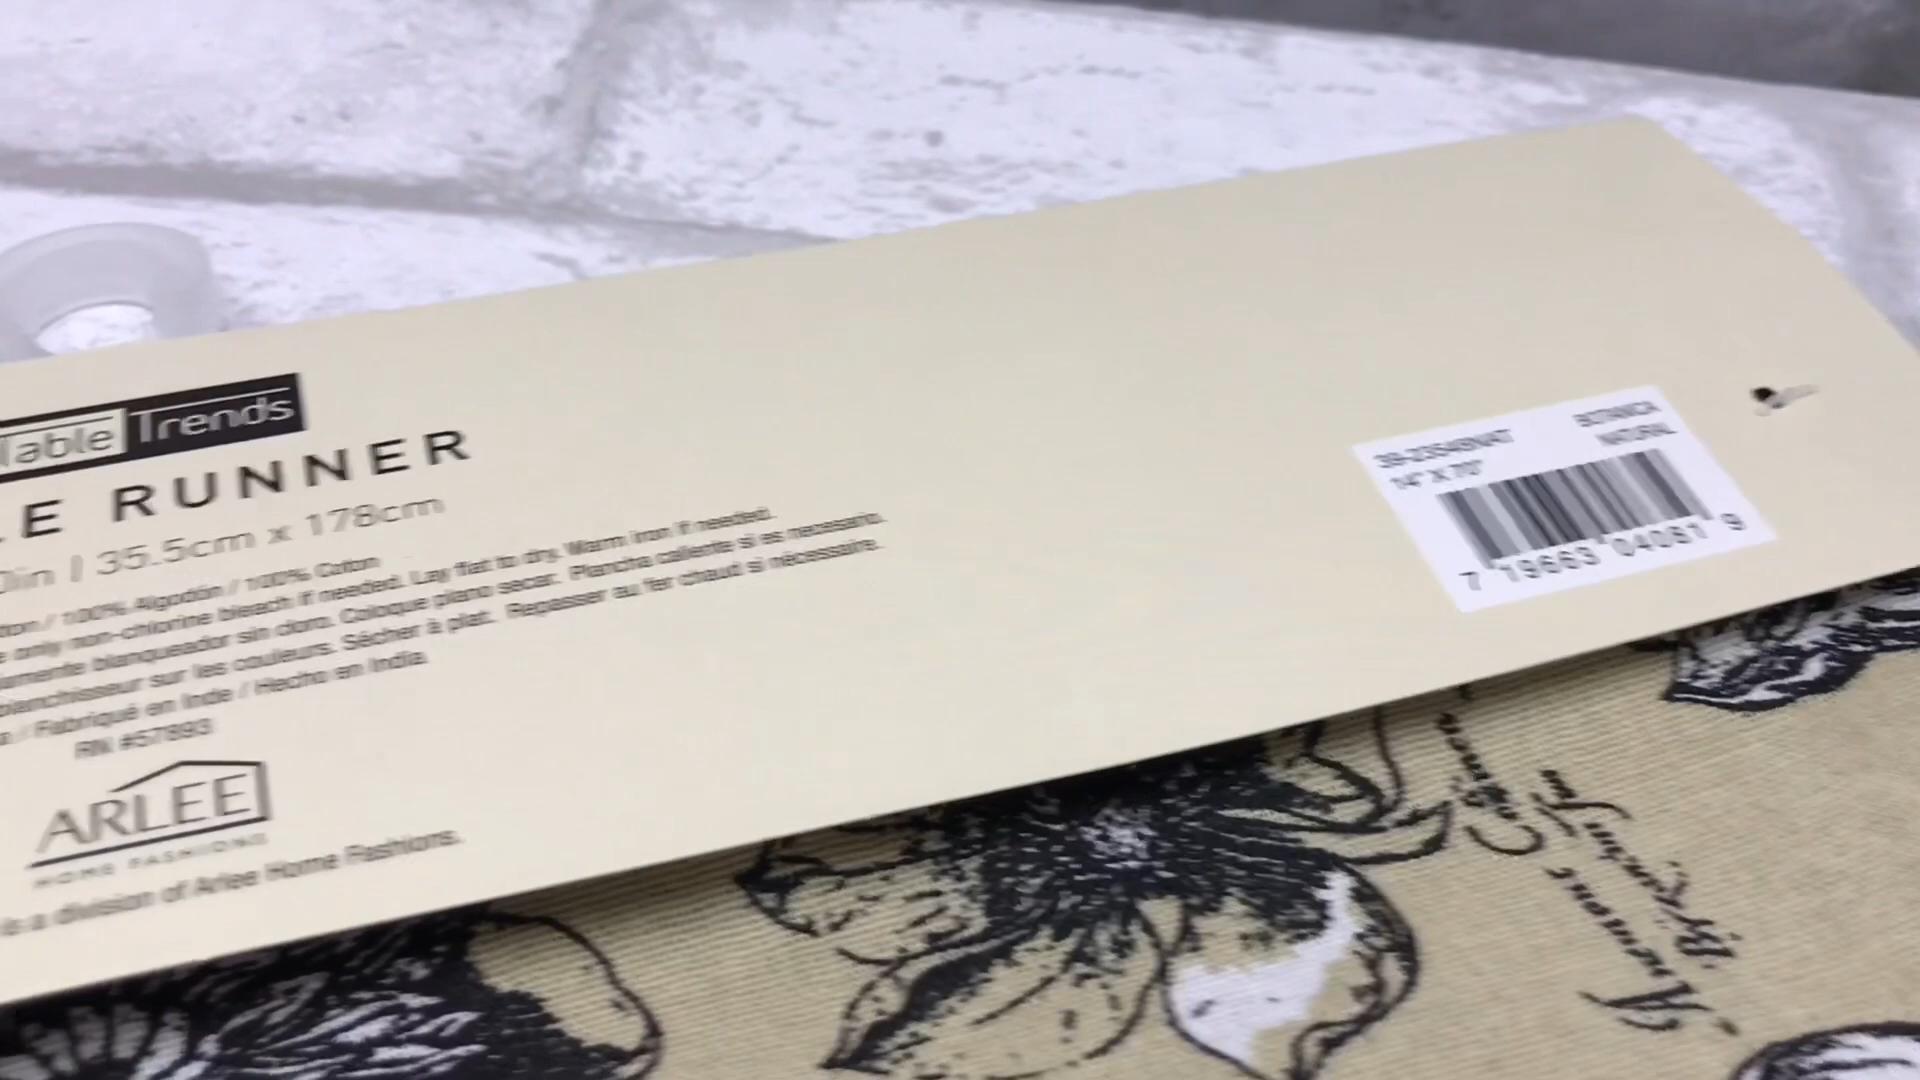 Table Trends
LE RUNNER
0in | 35.5cm x 178cm
/ 100% Algodón / 100% Cotton
only non-chlorine bleach if needed. Lay flat to dry. Warm iron if needed.
blanqueador sin cloro. Coloque plano secar. Plancha caliente si es necesario.
sur les couleurs. Sécher à plat. Repasser au fer chaud si nécessaire.
/ Fabriqué en Inde / Hecho en India.
RN #57893
ARLEE
HOME FASHIONS
is a division of Arlee Home Fashions.
BOTANICA
NATURAL
14" X 70"
7 19663 04081 9